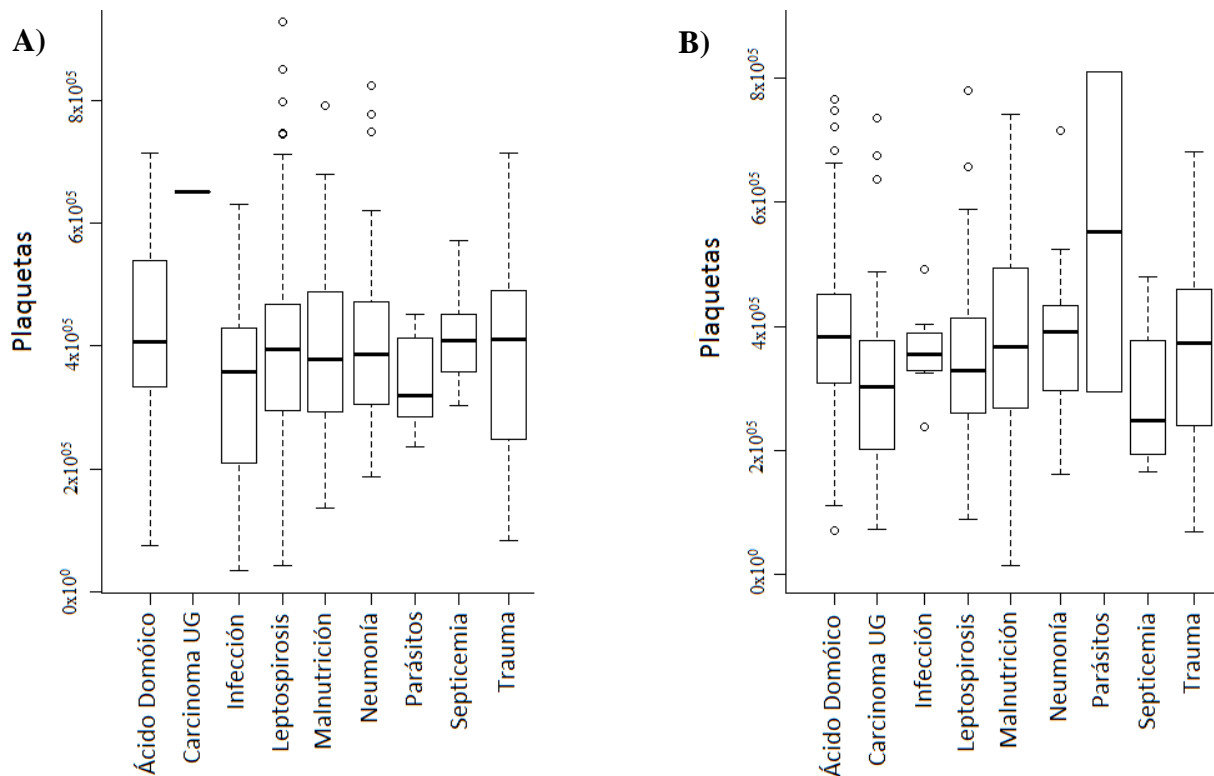 A)
Plaquetas
8x10^05
6x10^05
4x10^05
2x10^05
0x10^0
Ácido Domóico
Carcinoma UG
Infección
Leptospirosis
Malnutrición
Neumonía
Parásitos
Septicemia
Trauma
B)
Plaquetas
8x10^05
6x10^05
4x10^05
2x10^05
0x10^0
Ácido Domóico
Carcinoma UG
Infección
Leptospirosis
Malnutrición
Neumonía
Parásitos
Septicemia
Trauma